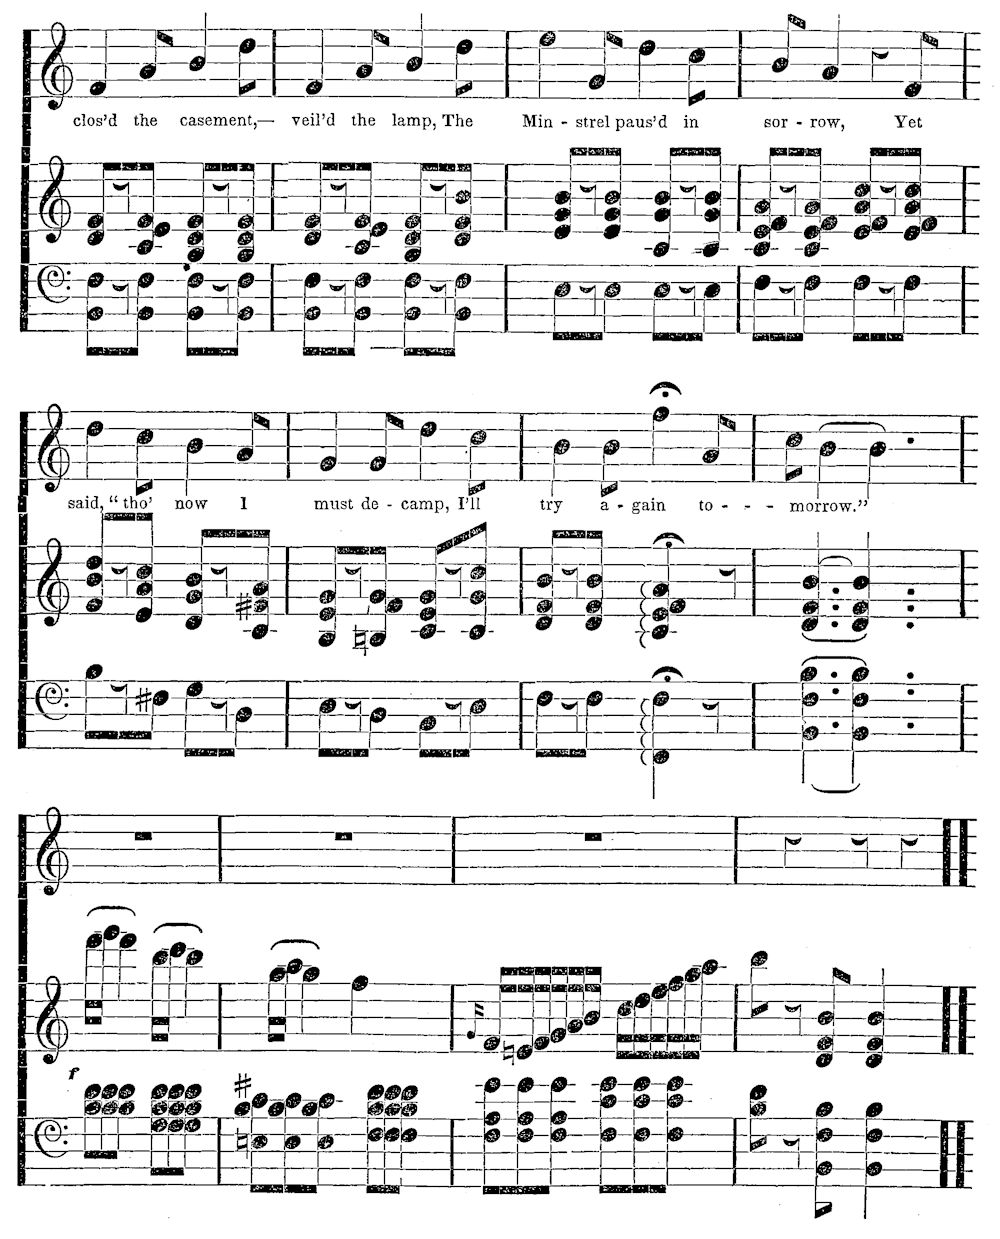 clos’d the casement,— veil’d the lamp, The Min - strel paus’d in sor - row, Yet
said, “ tho’ now I must de - camp, I’ll try a - gain to - - - morrow.”
f